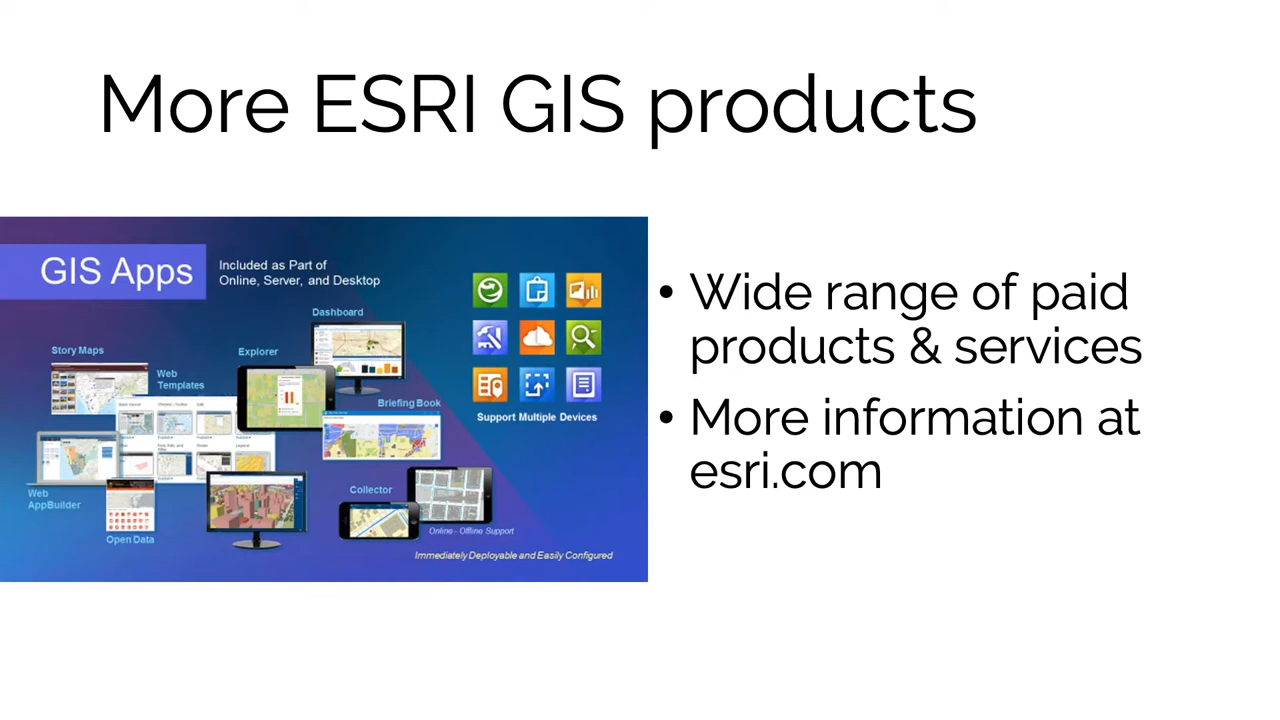 More ESRI GIS products
GIS Apps
Included as Part of
Online, Server, and Desktop
Dashboard
Story Maps
Explorer
Web
Templates
Briefing Book
Support Multiple Devices
Web
AppBuilder
Collector
Open Data
Online - Offline Support
Immediately Deployable and Easily Configured
• Wide range of paid
products & services
• More information at
esri.com